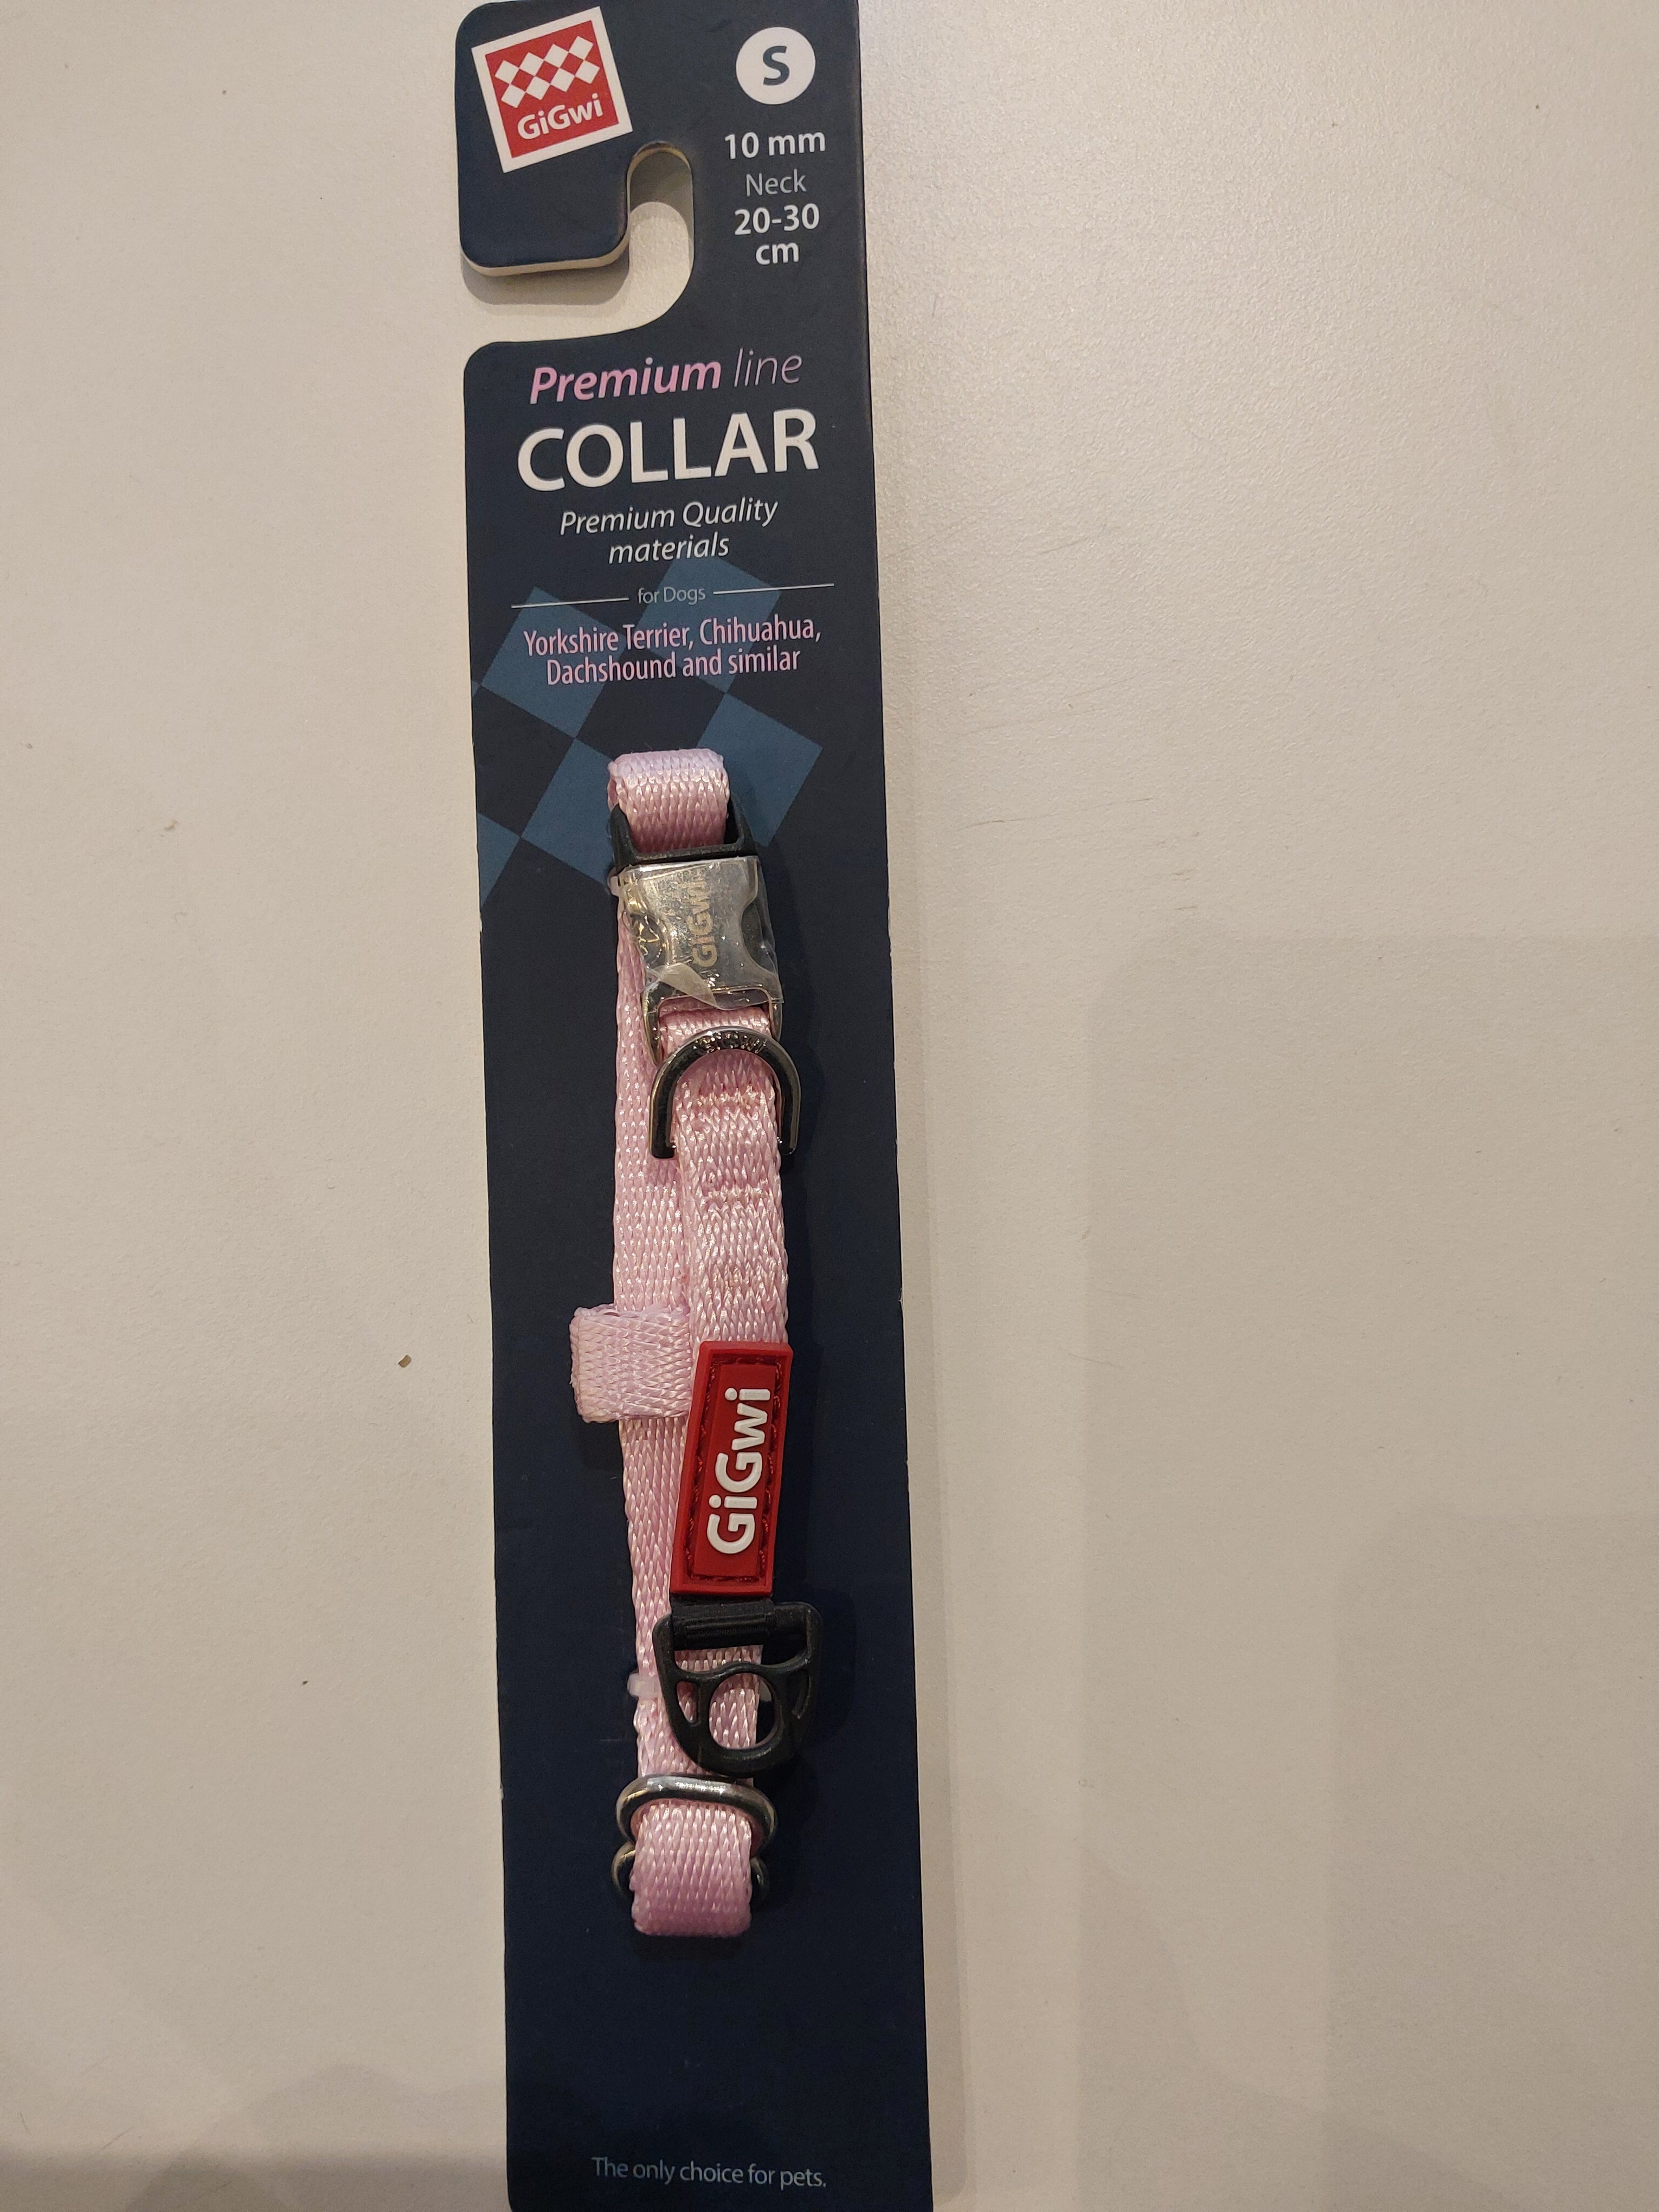 GiGwi
S
10 mm
Neck
20-30
cm
Premium line
COLLAR
Premium Quality
materials
for Dogs
Yorkshire Terrier, Chihuahua,
Dachshound and similar
GiGwi
GiGwi
The only choice for pets.